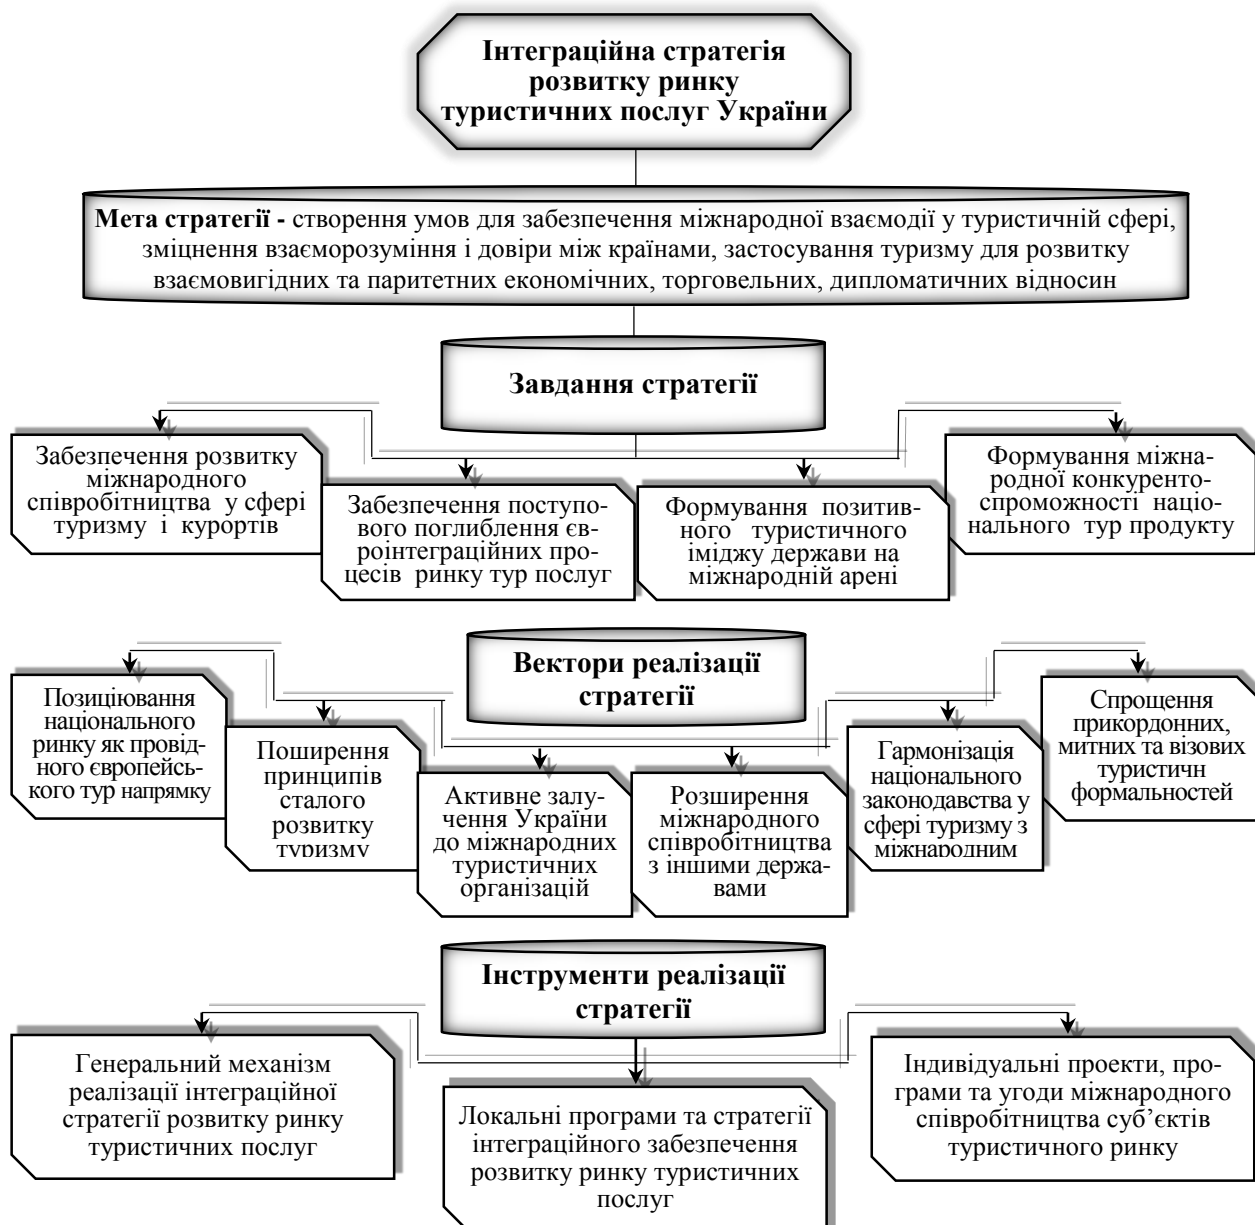 Інтеграційна стратегія
розвитку ринку
туристичних послуг України
Мета стратегії - створення умов для забезпечення міжнародної взаємодії у туристичній сфері,
зміцнення взаєморозуміння і довіри між країнами, застосування туризму для розвитку
взаємовигідних та паритетних економічних, торговельних, дипломатичних відносин
Завдання стратегії
Забезпечення розвитку
міжнародного
співробітництва у сфері
туризму і курортів
Забезпечення поступо-
вого поглиблення єв-
роінтеграційних про-
цесів ринку тур послуг
Формування позитив-
ного туристичного
іміджу держави на
міжнародній арені
Формування міжна-
родної конкуренто-
спроможності націо-
нального тур продукту
Вектори реалізації
стратегії
Позиціювання
національного
ринку як провід-
ного європейсь-
кого тур напрямку
Поширення
принципів
сталого
розвитку
туризму
Активне залу-
чення України
до міжнародних
туристичних
організацій
Розширення
міжнародного
співробітництва
з іншими держа-
вами
Гармонізація
національного
законодавства у
сфері туризму з
міжнародним
Спрощення
прикордонних,
митних та візових
туристичн
формальностей
Інструменти реалізації
стратегії
Генеральний механізм
реалізації інтеграційної
стратегії розвитку ринку
туристичних послуг
Локальні програми та стратегії
інтеграційного забезпечення
розвитку ринку туристичних
послуг
Індивідуальні проекти, про-
грами та угоди міжнародного
співробітництва суб’єктів
туристичного ринку